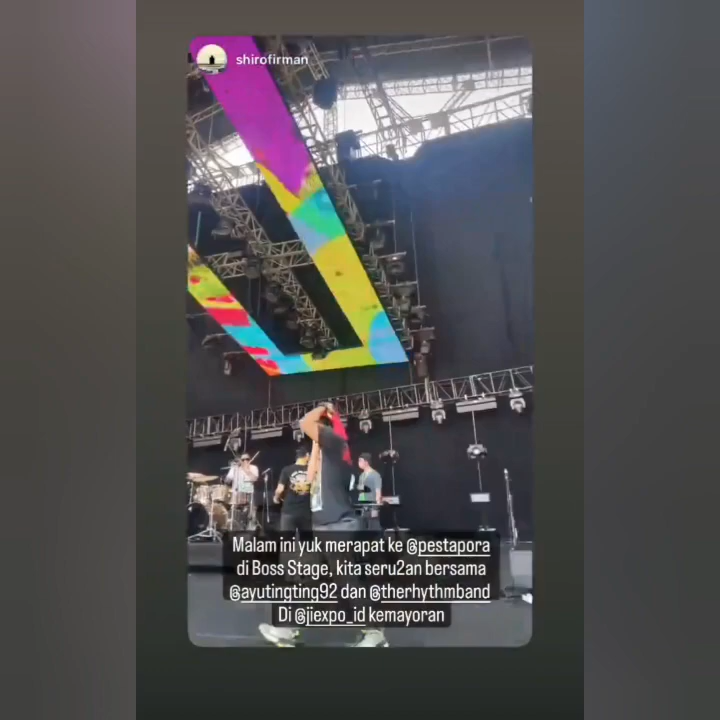 shirofirman
Malam ini yuk merapat ke @pestapora
di Boss Stage, kita seru2an bersama
@ayutingting92 dan @therhythmband
Di @jiexpo_id kemayoran